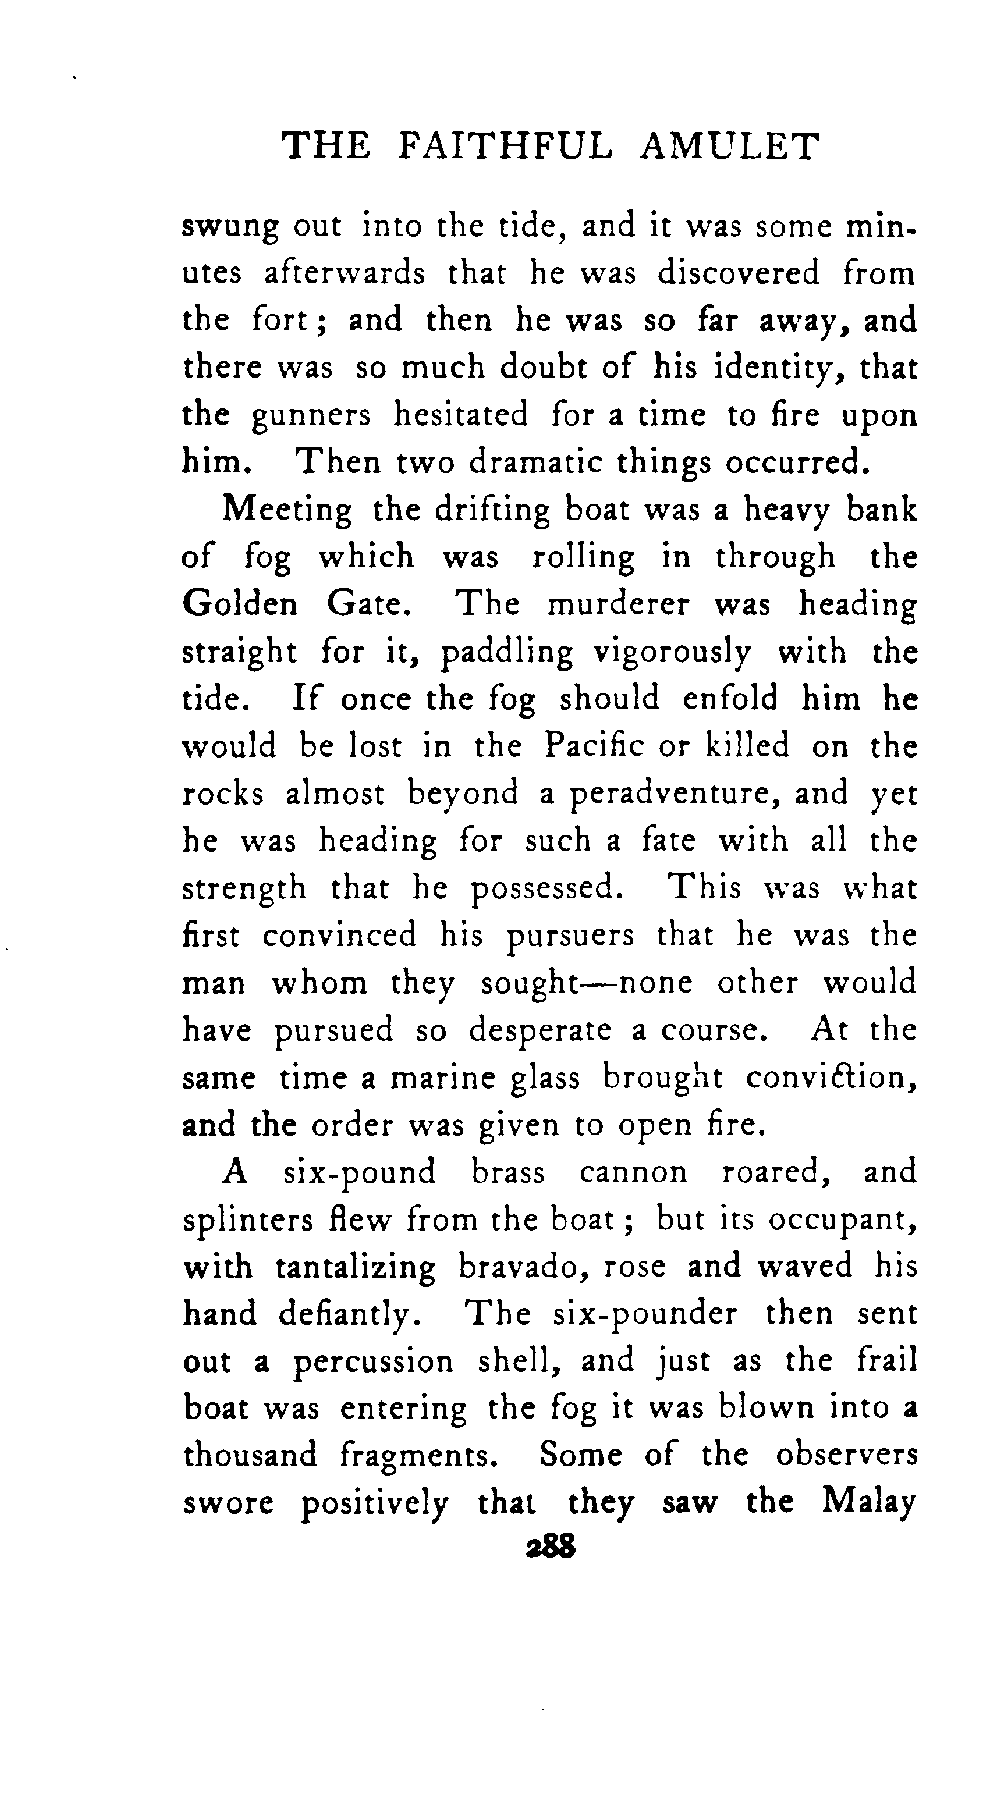 THE FAITHFUL AMULET
swung out into the tide, and it was some min-
utes afterwards that he was discovered from
the fort; and then he was so far away, and
there was so much doubt of his identity, that
the gunners hesitated for a time to fire upon
him. Then two dramatic things occurred.
Meeting the drifting boat was a heavy bank
of fog which was rolling in through the
Golden Gate. The murderer was heading
straight for it, paddling vigorously with the
tide. If once the fog should enfold him he
would be lost in the Pacific or killed on the
rocks almost beyond a peradventure, and yet
he was heading for such a fate with all the
strength that he possessed. This was what
first convinced his pursuers that he was the
man whom they sought—none other would
have pursued so desperate a course. At the
same time a marine glass brought conviction,
and the order was given to open fire.
A six-pound brass cannon roared, and
splinters flew from the boat; but its occupant,
with tantalizing bravado, rose and waved his
hand defiantly. The six-pounder then sent
out a percussion shell, and just as the frail
boat was entering the fog it was blown into a
thousand fragments. Some of the observers
swore positively that they saw the Malay
288